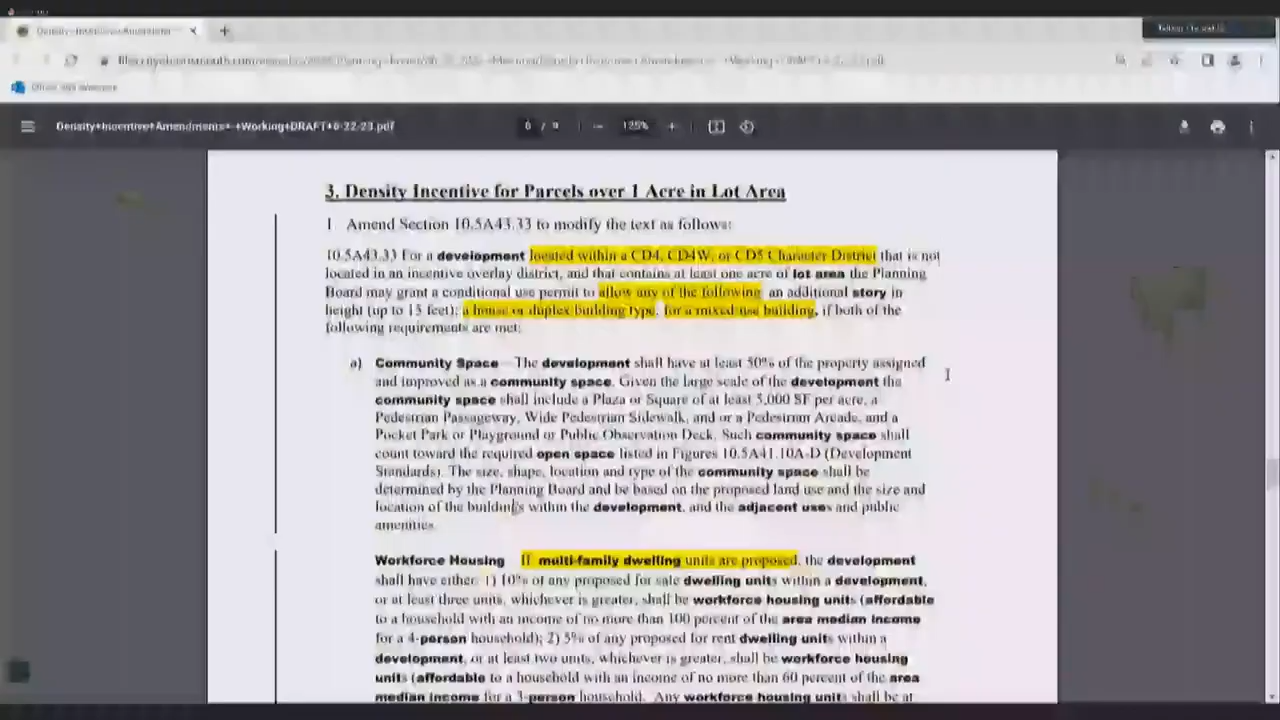 Density+Incentive+Amendments+-+Working+DRAFT+6-22-23.pdf
6 / 9
125%
3. Density Incentive for Parcels over 1 Acre in Lot Area
1 Amend Section 10.5A43.33 to modify the text as follows:
10.5A43.33 For a development located within a CD4, CD4W, or CD5 Character District that is not
located in an incentive overlay district, and that contains at least one acre of lot area the Planning
Board may grant a conditional use permit to allow any of the following an additional story in
height (up to 15 feet); a house or duplex building type, for a mixed use building, if both of the
following requirements are met:
a) Community Space The development shall have at least 50% of the property assigned
and improved as a community space. Given the large scale of the development the
community space shall include a Plaza or Square of at least 5,000 SF per acre, a
Pedestrian Passageway, Wide Pedestrian Sidewalk, and or a Pedestrian Arcade, and a
Pocket Park or Playground or Public Observation Deck. Such community space shall
count toward the required open space listed in Figures 10.5A41.10A-D (Development
Standards). The size, shape, location and type of the community space shall be
determined by the Planning Board and be based on the proposed land use and the size and
location of the buildings within the development, and the adjacent uses and public
amenities.
Workforce Housing If multi-family dwelling units are proposed, the development
shall have either: 1) 10% of any proposed for sale dwelling units within a development,
or at least three units, whichever is greater, shall be workforce housing units (affordable
to a household with an income of no more than 100 percent of the area median income
for a 4-person household); 2) 5% of any proposed for rent dwelling units within a
development, or at least two units, whichever is greater, shall be workforce housing
units (affordable to a household with an income of no more than 60 percent of the area
median income for a 3-person household. Any workforce housing units shall be at